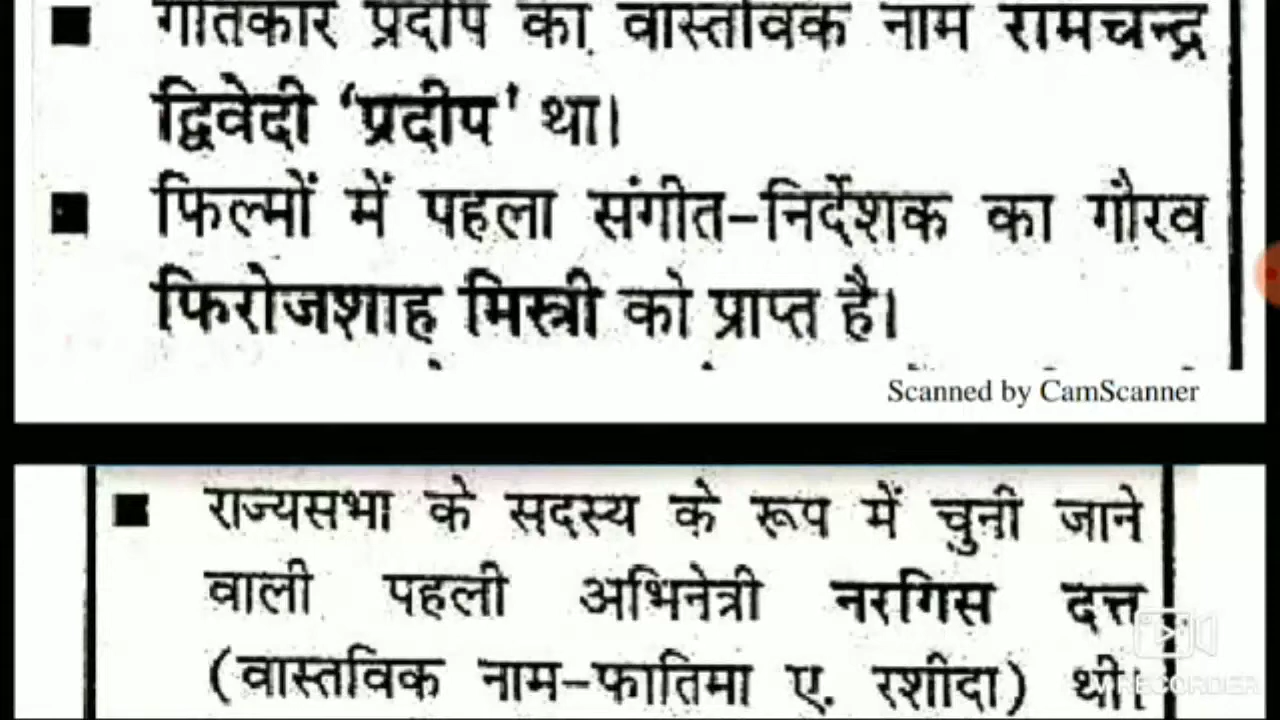 ■ गीतकार प्रदीप का वास्तविक नाम रामचन्द्र
द्विवेदी ‘प्रदीप’ था।
■ फिल्मों में पहला संगीत-निर्देशक का गौरव
फिरोजशाह मिस्त्री को प्राप्त है।
Scanned by CamScanner
■ राज्यसभा के सदस्य के रूप में चुनी जाने
वाली पहली अभिनेत्री नरगिस दत्त
(वास्तविक नाम-फातिमा ए. रशीदा) थी।
RECORDER